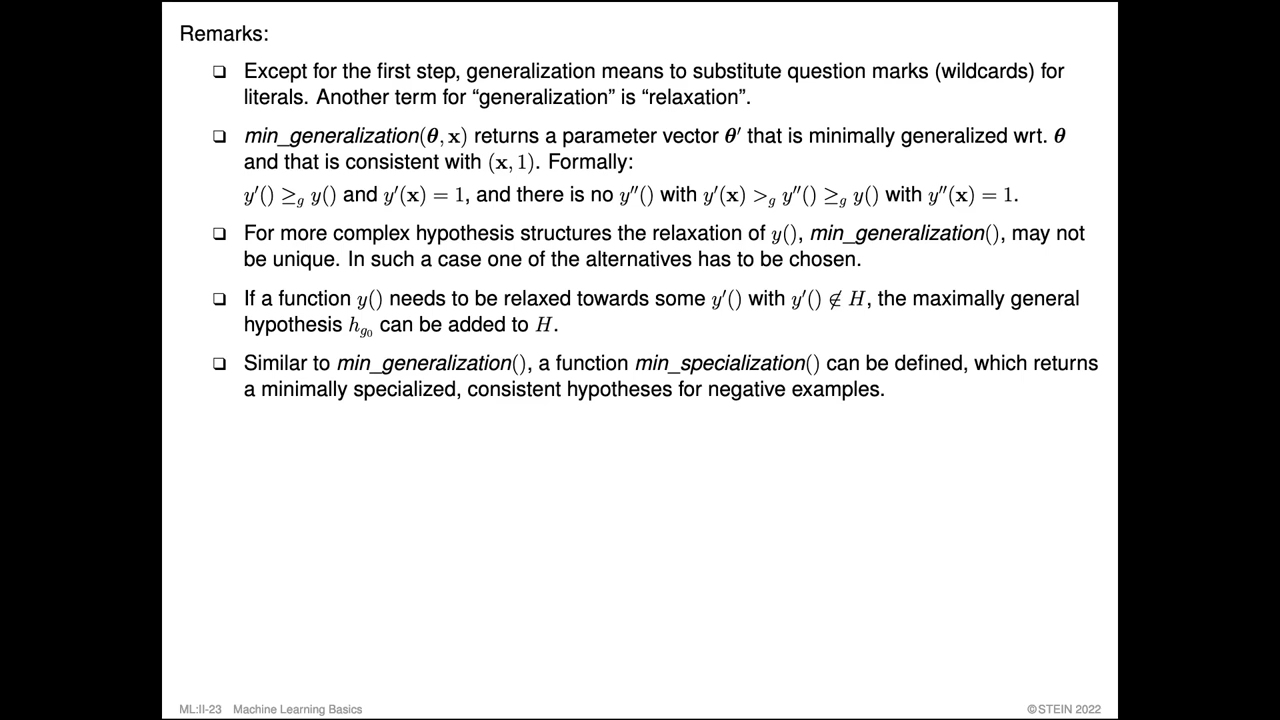 Remarks:
❑ Except for the first step, generalization means to substitute question marks (wildcards) for
literals. Another term for “generalization” is “relaxation”.
❑ min_generalization(θ, x) returns a parameter vector θ′ that is minimally generalized wrt. θ
and that is consistent with (x, 1). Formally:
y′() ≥g y() and y′(x) = 1, and there is no y′′() with y′(x) >g y′′() ≥g y() with y′′(x) = 1.
❑ For more complex hypothesis structures the relaxation of y(), min_generalization(), may not
be unique. In such a case one of the alternatives has to be chosen.
❑ If a function y() needs to be relaxed towards some y′() with y′() ∉ H, the maximally general
hypothesis hg0 can be added to H.
❑ Similar to min_generalization(), a function min_specialization() can be defined, which returns
a minimally specialized, consistent hypotheses for negative examples.
ML:II-23 Machine Learning Basics ©STEIN 2022